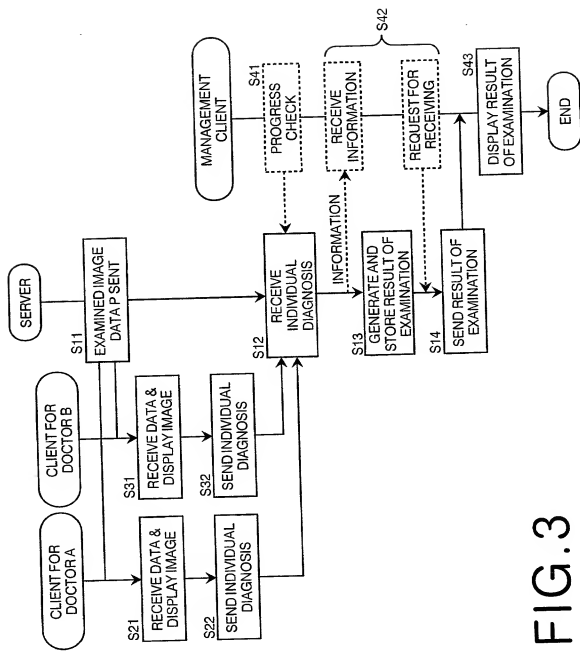 CLIENT FOR
DOCTOR A
CLIENT FOR
DOCTOR B
SERVER
MANAGEMENT
CLIENT
S11
EXAMINED IMAGE
DATA P SENT
S21
RECEIVE DATA &
DISPLAY IMAGE
S31
RECEIVE DATA &
DISPLAY IMAGE
S22
SEND INDIVIDUAL
DIAGNOSIS
S32
SEND INDIVIDUAL
DIAGNOSIS
S12
RECEIVE
INDIVIDUAL
DIAGNOSIS
S41
PROGRESS
CHECK
INFORMATION
RECEIVE
INFORMATION
S42
S13
GENERATE AND
STORE RESULT OF
EXAMINATION
REQUEST FOR
RECEIVING
S14
SEND RESULT OF
EXAMINATION
S43
DISPLAY RESULT
OF EXAMINATION
END
FIG.3